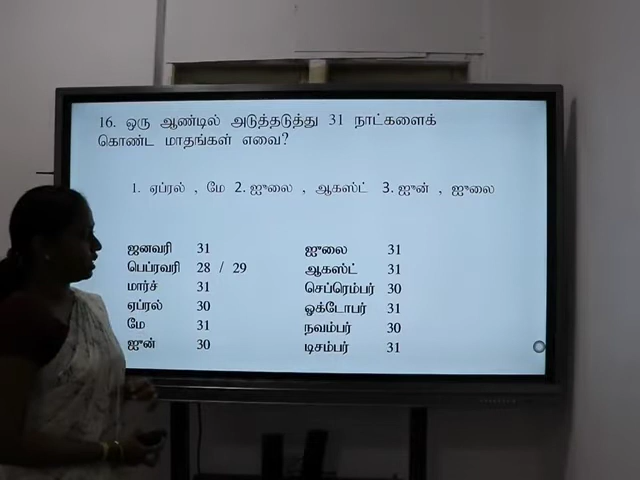 16. ஒரு ஆண்டில் அடுத்தடுத்து 31 நாட்களைக்
கொண்ட மாதங்கள் எவை?
1. ஏப்ரல் , மே 2. ஜுலை , ஆகஸ்ட் 3. ஜுன் , ஜுலை
ஜனவரி 31 ஜுலை 31
பெப்ரவரி 28 / 29 ஆகஸ்ட் 31
மார்ச் 31 செப்ரெம்பர் 30
ஏப்ரல் 30 ஒக்டோபர் 31
மே 31 நவம்பர் 30
ஜுன் 30 டிசம்பர் 31